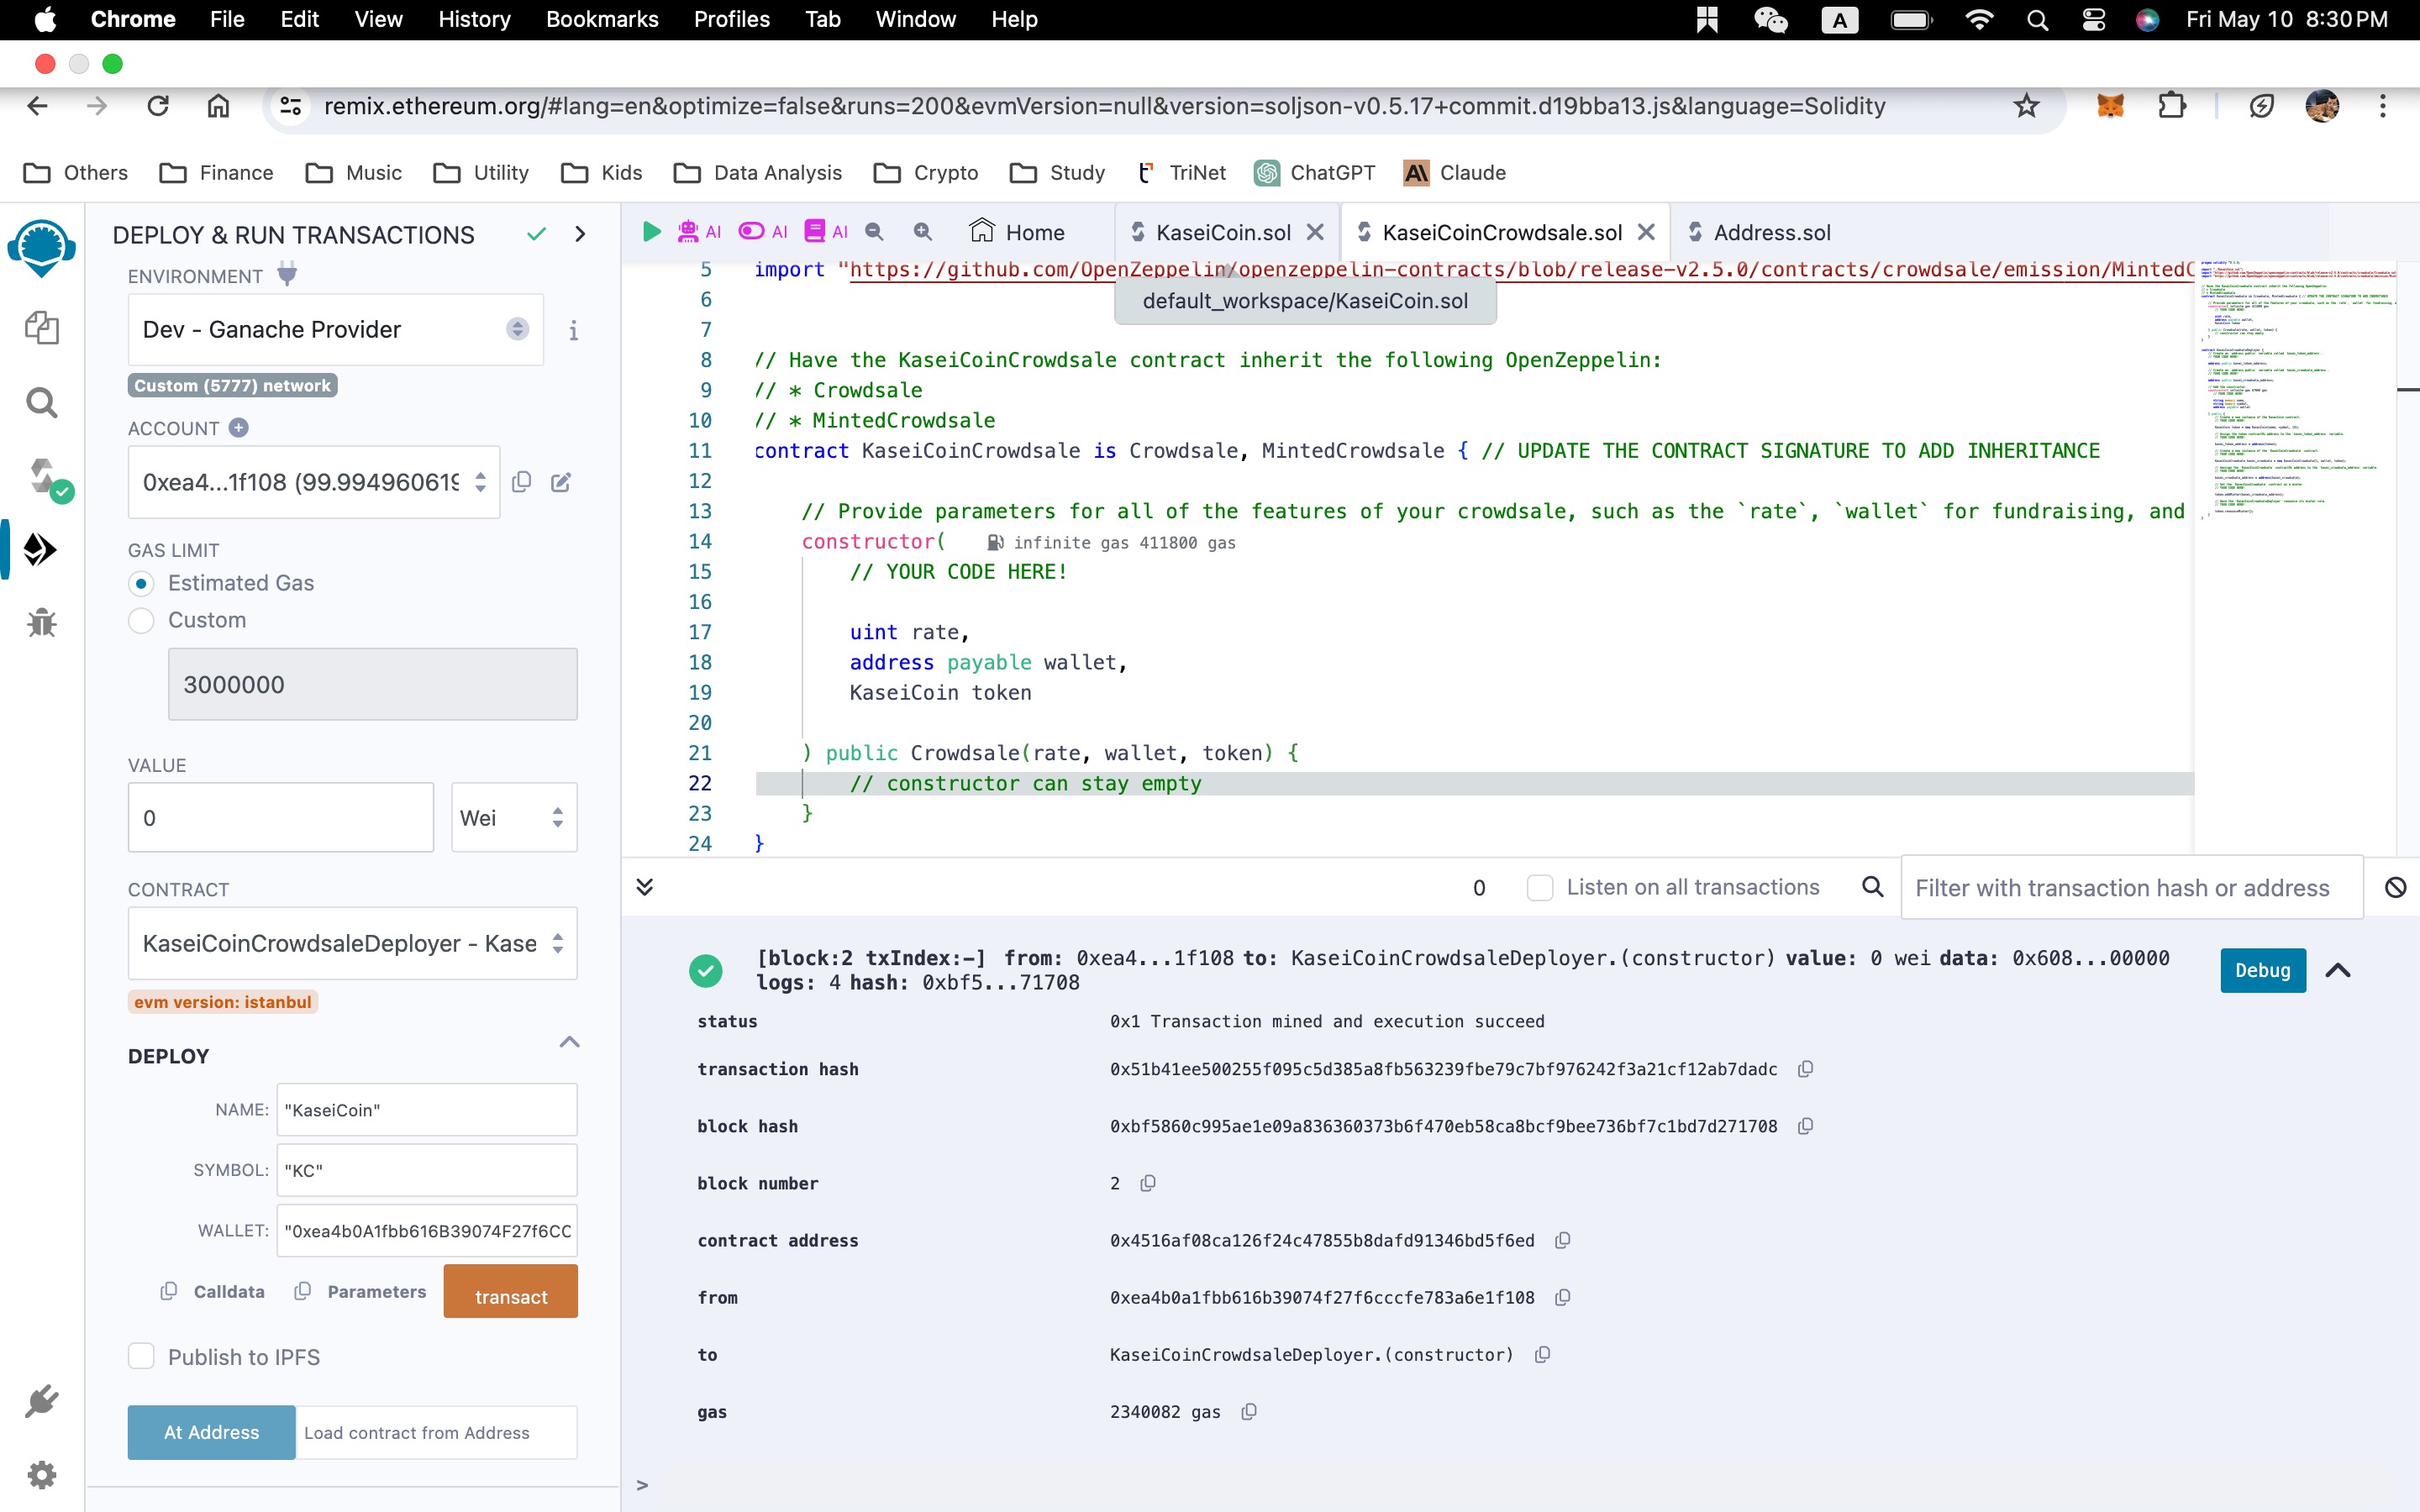 Chrome File Edit View History Bookmarks Profiles Tab Window Help A Fri May 10 8:30 PM
remix.ethereum.org/#lang=en&optimize=false&runs=200&evmVersion=null&version=soljson-v0.5.17+commit.d19bba13.js&language=Solidity
Others Finance Music Utility Kids Data Analysis Crypto Study TriNet ChatGPT Claude
DEPLOY & RUN TRANSACTIONS
ENVIRONMENT
Dev - Ganache Provider
Custom (5777) network
ACCOUNT
0xea4...1f108 (99.994960619
GAS LIMIT
Estimated Gas
Custom
3000000
VALUE
0 Wei
CONTRACT
KaseiCoinCrowdsaleDeployer - Kase
evm version: istanbul
DEPLOY
NAME: "KaseiCoin"
SYMBOL: "KC"
WALLET: "0xea4b0A1fbb616B39074F27f6CC
Calldata Parameters transact
Publish to IPFS
At Address Load contract from Address
AI AI AI Home KaseiCoin.sol KaseiCoinCrowdsale.sol Address.sol
5 import "https://github.com/OpenZeppelin/openzeppelin-contracts/blob/release-v2.5.0/contracts/crowdsale/emission/MintedC
default_workspace/KaseiCoin.sol
6
7
8 // Have the KaseiCoinCrowdsale contract inherit the following OpenZeppelin:
9 // * Crowdsale
10 // * MintedCrowdsale
11 contract KaseiCoinCrowdsale is Crowdsale, MintedCrowdsale { // UPDATE THE CONTRACT SIGNATURE TO ADD INHERITANCE
12
13 // Provide parameters for all of the features of your crowdsale, such as the `rate`, `wallet` for fundraising, and
14 constructor( infinite gas 411800 gas
15 // YOUR CODE HERE!
16
17 uint rate,
18 address payable wallet,
19 KaseiCoin token
20
21 ) public Crowdsale(rate, wallet, token) {
22 // constructor can stay empty
23 }
24 }
0 Listen on all transactions Filter with transaction hash or address
[block:2 txIndex:-] from: 0xea4...1f108 to: KaseiCoinCrowdsaleDeployer.(constructor) value: 0 wei data: 0x608...00000
logs: 4 hash: 0xbf5...71708
Debug
status 0x1 Transaction mined and execution succeed
transaction hash 0x51b41ee500255f095c5d385a8fb563239fbe79c7bf976242f3a21cf12ab7dadc
block hash 0xbf5860c995ae1e09a836360373b6f470eb58ca8bcf9bee736bf7c1bd7d271708
block number 2
contract address 0x4516af08ca126f24c47855b8dafd91346bd5f6ed
from 0xea4b0a1fbb616b39074f27f6cccfe783a6e1f108
to KaseiCoinCrowdsaleDeployer.(constructor)
gas 2340082 gas
>